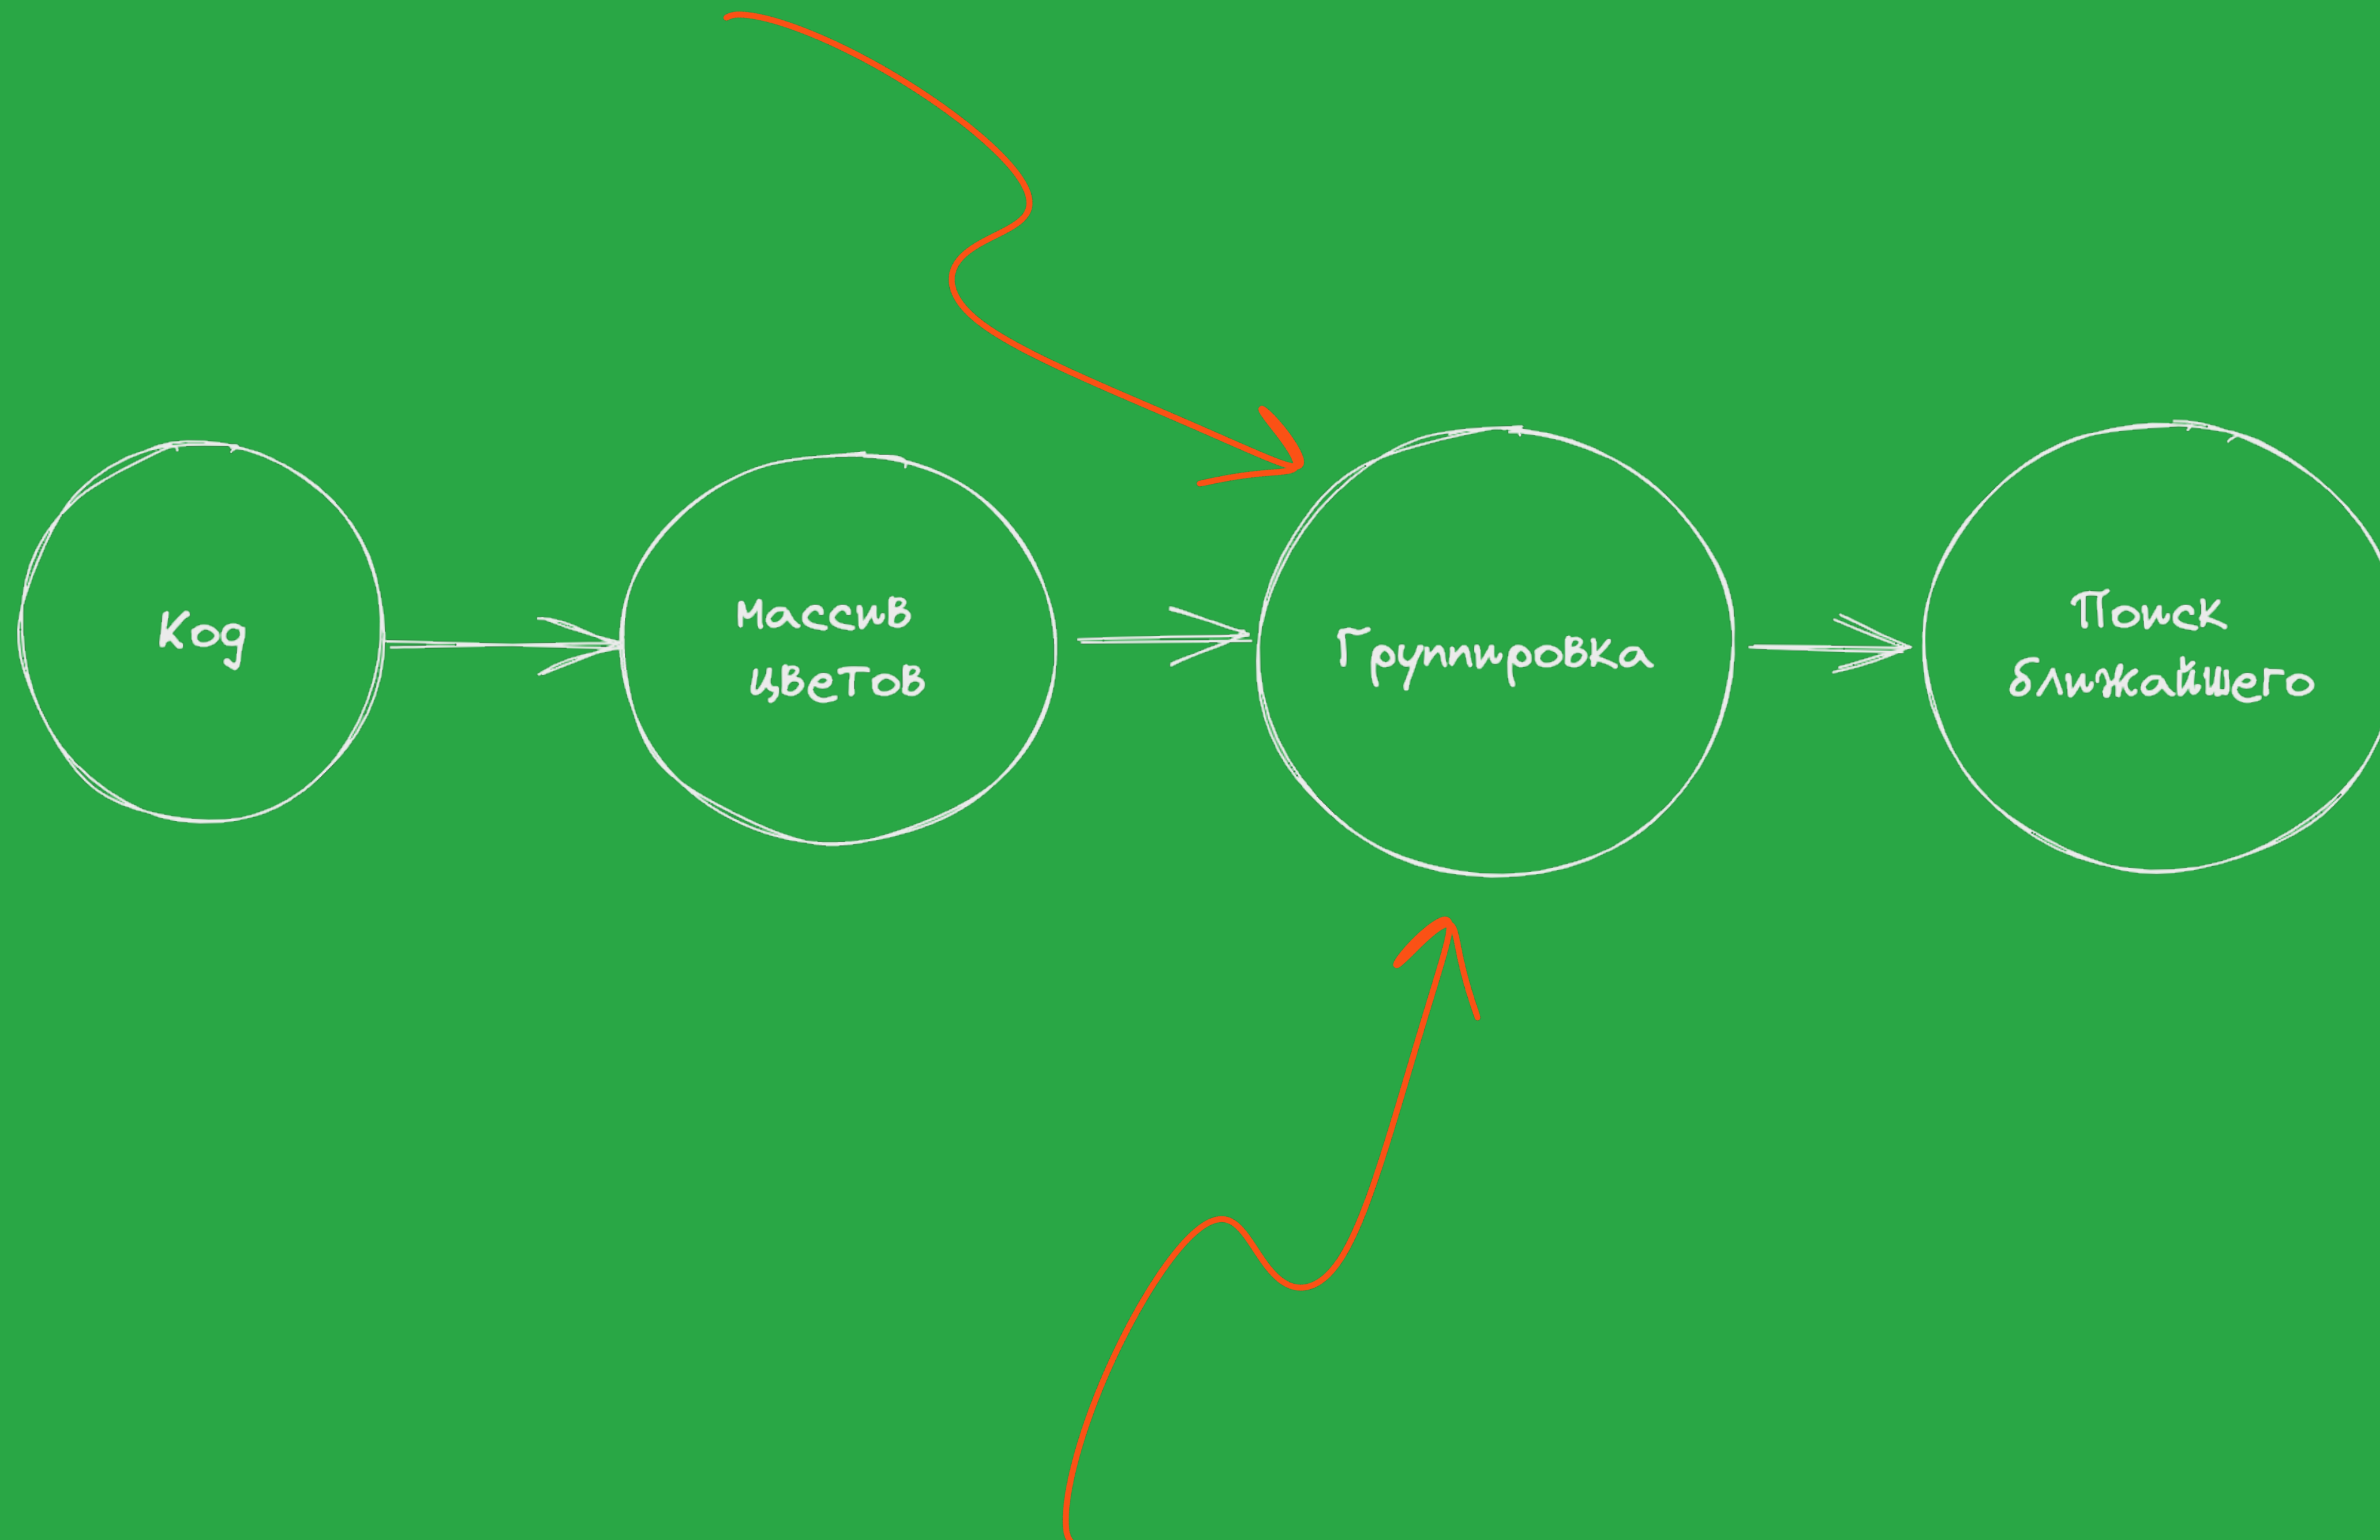 Код
Массив
цветов
Группировка
Поиск
ближайшего